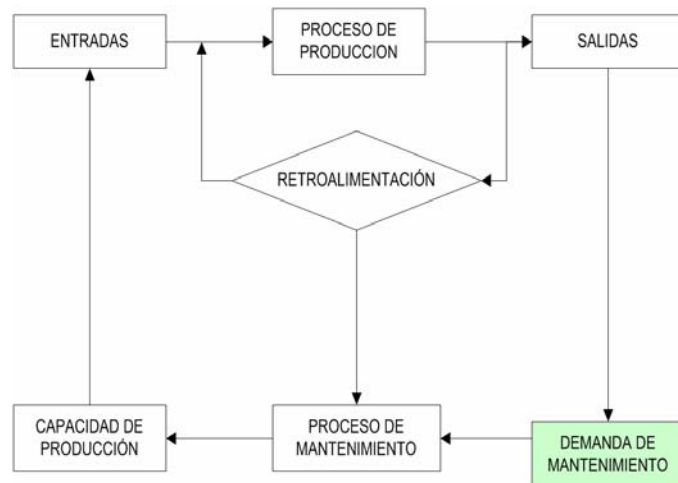 ENTRADAS
PROCESO DE
PRODUCCION
SALIDAS
RETROALIMENTACIÓN
CAPACIDAD DE
PRODUCCIÓN
PROCESO DE
MANTENIMIENTO
DEMANDA DE
MANTENIMIENTO